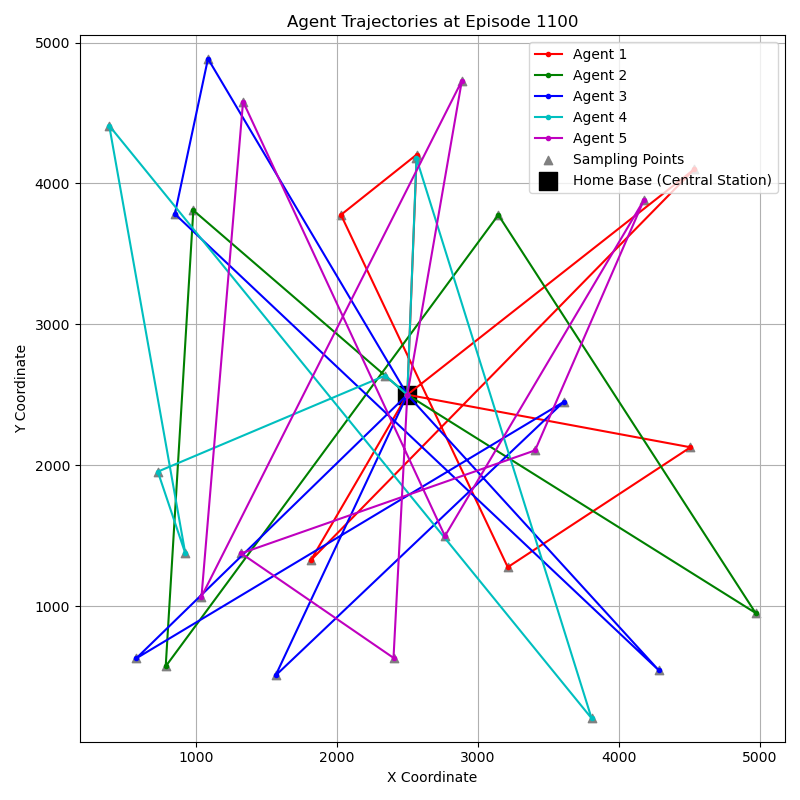 Agent Trajectories at Episode 1100
5000
4000
3000
2000
1000
Y Coordinate
1000 2000 3000 4000 5000
X Coordinate
Agent 1
Agent 2
Agent 3
Agent 4
Agent 5
Sampling Points
Home Base (Central Station)